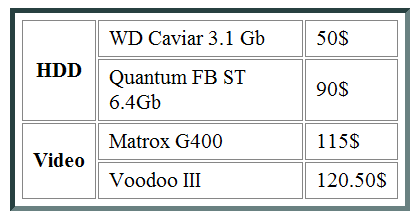 HDD
WD Caviar 3.1 Gb
50$
Quantum FB ST
6.4Gb
90$
Video
Matrox G400
115$
Voodoo III
120.50$